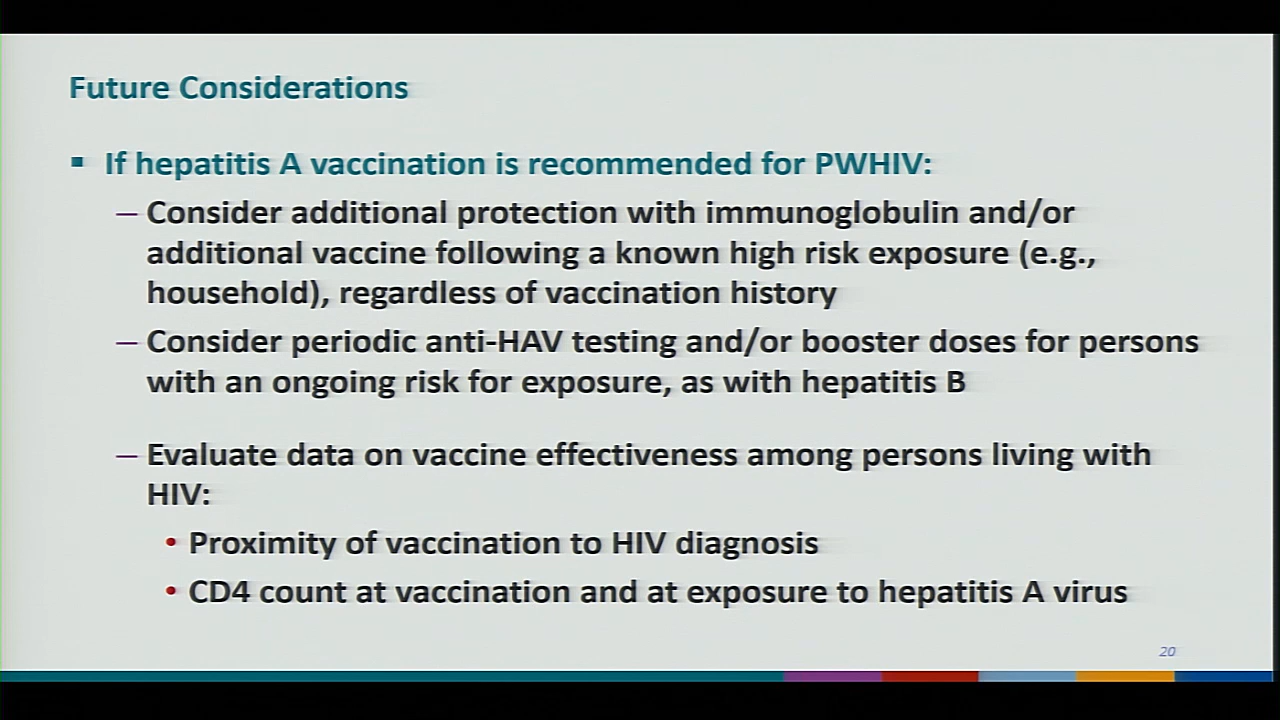 Future Considerations
▪ If hepatitis A vaccination is recommended for PWHIV:
– Consider additional protection with immunoglobulin and/or
additional vaccine following a known high risk exposure (e.g.,
household), regardless of vaccination history
– Consider periodic anti-HAV testing and/or booster doses for persons
with an ongoing risk for exposure, as with hepatitis B
– Evaluate data on vaccine effectiveness among persons living with
HIV:
• Proximity of vaccination to HIV diagnosis
• CD4 count at vaccination and at exposure to hepatitis A virus
20